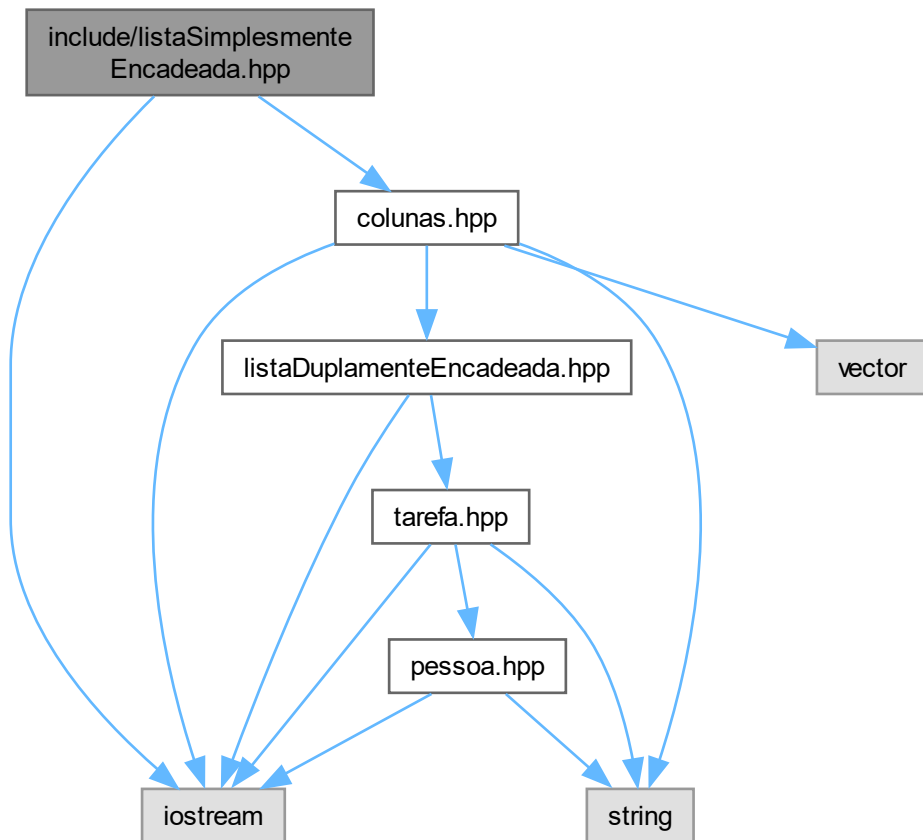 include/listaSimplesmente
Encadeada.hpp
colunas.hpp
listaDuplamenteEncadeada.hpp
vector
tarefa.hpp
pessoa.hpp
iostream
string